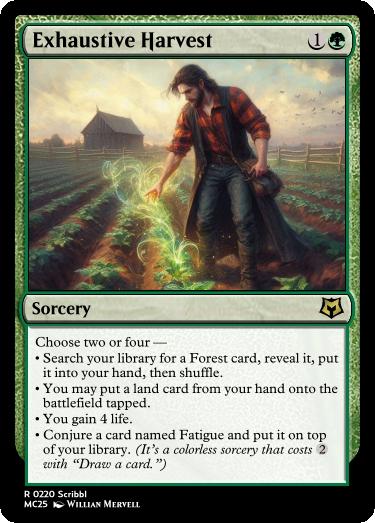 Exhaustive Harvest 1
Sorcery
Choose two or four —
• Search your library for a Forest card, reveal it, put
it into your hand, then shuffle.
• You may put a land card from your hand onto the
battlefield tapped.
• You gain 4 life.
• Conjure a card named Fatigue and put it on top
of your library. (It's a colorless sorcery that costs 2
with “Draw a card.”)
R 0220 Scribbl
MC25 Willian Mervell